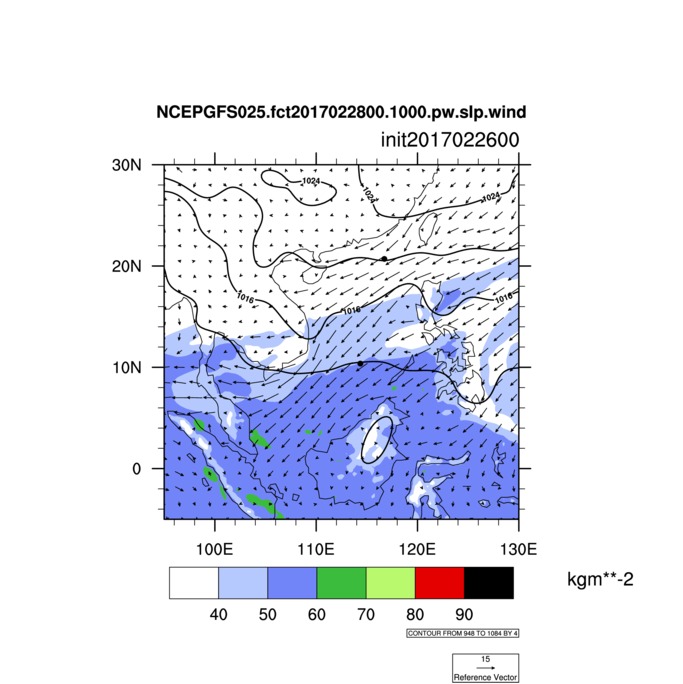 NCEPGFS025.fct2017022800.1000.pw.slp.wind
init2017022600
30N
1024
1024
1024
20N
1016
1016
1016
10N
0
100E 110E 120E 130E
kgm**-2
40 50 60 70 80 90
CONTOUR FROM 948 TO 1084 BY 4
15
Reference Vector